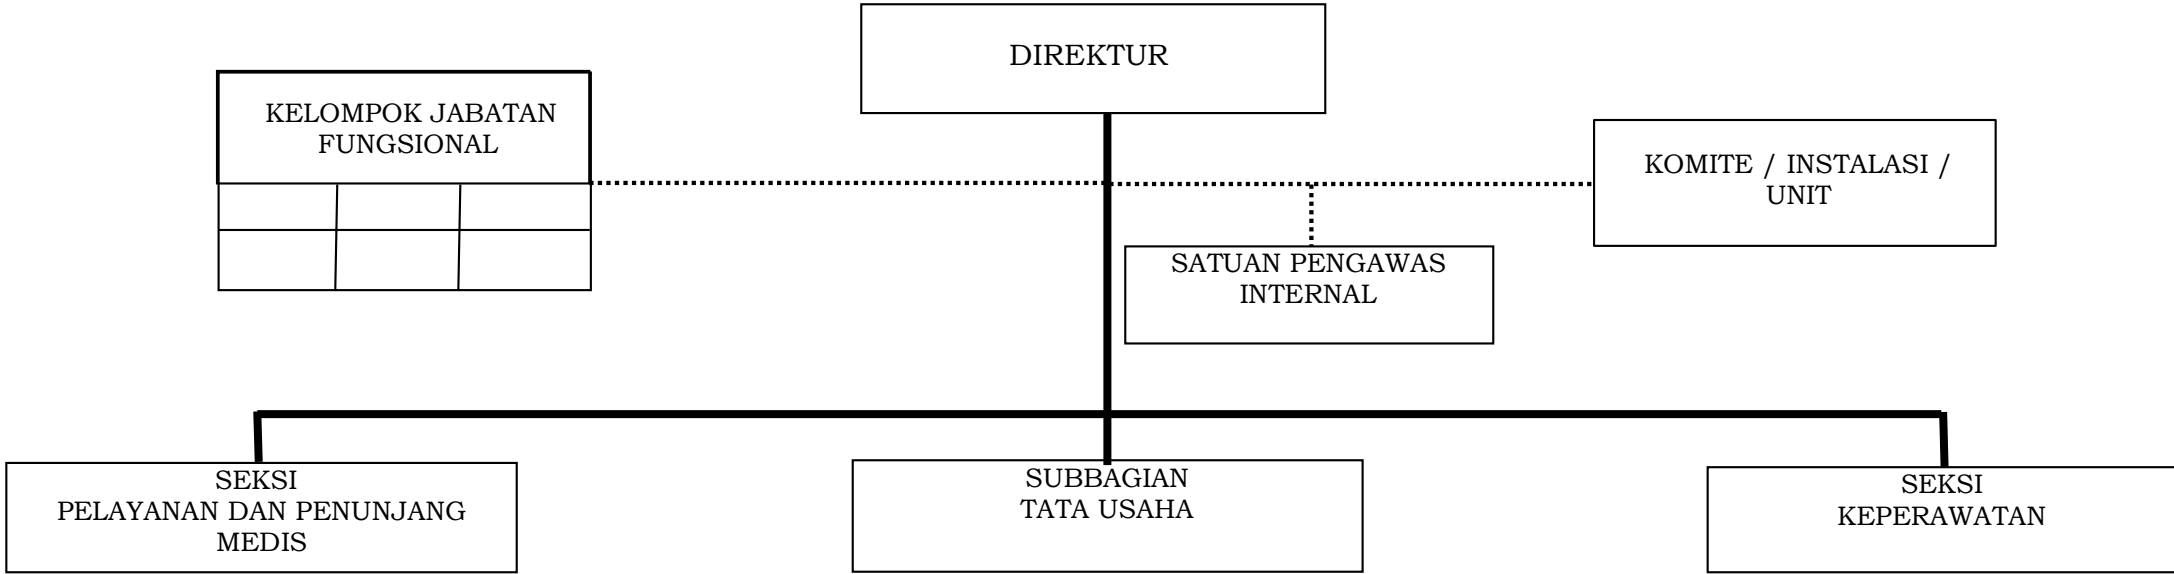 DIREKTUR
KELOMPOK JABATAN
FUNGSIONAL
KOMITE / INSTALASI /
UNIT
SATUAN PENGAWAS
INTERNAL
SEKSI
PELAYANAN DAN PENUNJANG
MEDIS
SUBBAGIAN
TATA USAHA
SEKSI
KEPERAWATAN